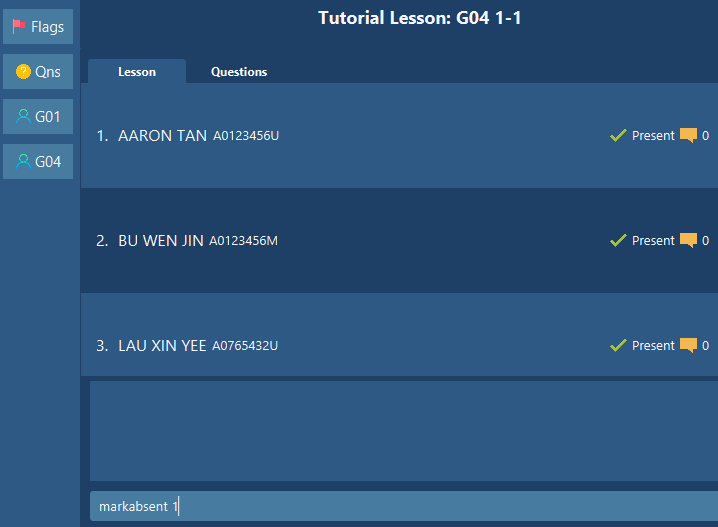 Tutorial Lesson: G04 1-1
Flags
Qns
G01
G04
Lesson Questions
1. AARON TAN A0123456U Present 0
2. BU WEN JIN A0123456M Present 0
3. LAU XIN YEE A0765432U Present 0
markabsent 1